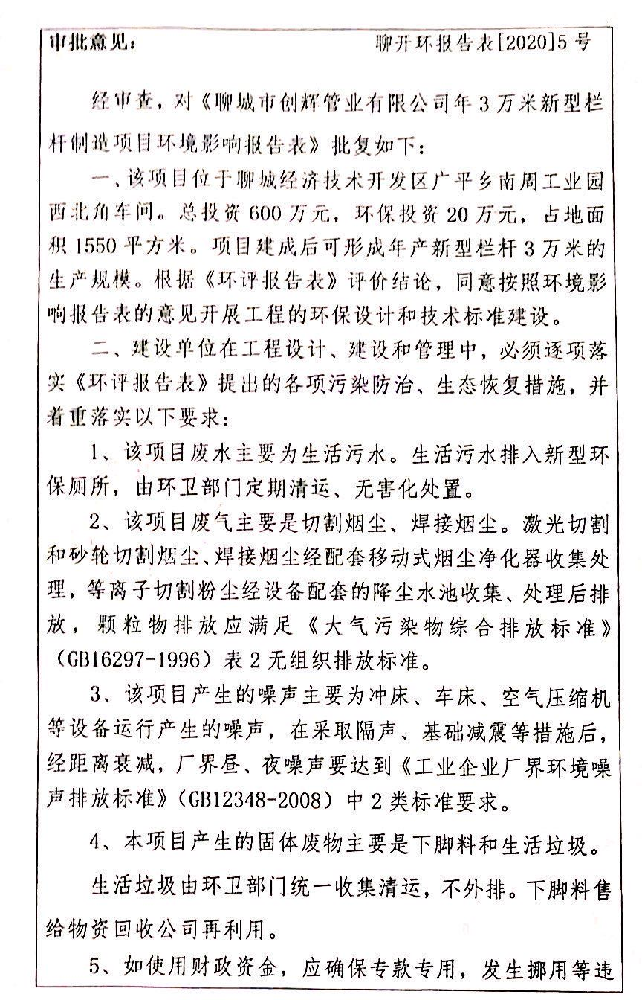 审批意见： 聊开环报告表[2020]5号
经审查，对《聊城市创辉管业有限公司年3万米新型栏
杆制造项目环境影响报告表》批复如下：
一、该项目位于聊城经济技术开发区广平乡南周工业园
西北角车间。总投资600万元，环保投资20万元，占地面
积1550平方米。项目建成后可形成年产新型栏杆3万米的
生产规模。根据《环评报告表》评价结论，同意按照环境影
响报告表的意见开展工程的环保设计和技术标准建设。
二、建设单位在工程设计、建设和管理中，必须逐项落
实《环评报告表》提出的各项污染防治、生态恢复措施，并
着重落实以下要求：
1、该项目废水主要为生活污水。生活污水排入新型环
保厕所，由环卫部门定期清运、无害化处置。
2、该项目废气主要是切割烟尘、焊接烟尘。激光切割
和砂轮切割烟尘、焊接烟尘经配套移动式烟尘净化器收集处
理，等离子切割粉尘经设备配套的降尘水池收集、处理后排
放，颗粒物排放应满足《大气污染物综合排放标准》
（GB16297-1996）表2无组织排放标准。
3、该项目产生的噪声主要为冲床、车床、空气压缩机
等设备运行产生的噪声，在采取隔声、基础减震等措施后，
经距离衰减，厂界昼、夜噪声要达到《工业企业厂界环境噪
声排放标准》（GB12348-2008）中2类标准要求。
4、本项目产生的固体废物主要是下脚料和生活垃圾。
生活垃圾由环卫部门统一收集清运，不外排。下脚料售
给物资回收公司再利用。
5、如使用财政资金，应确保专款专用，发生挪用等违